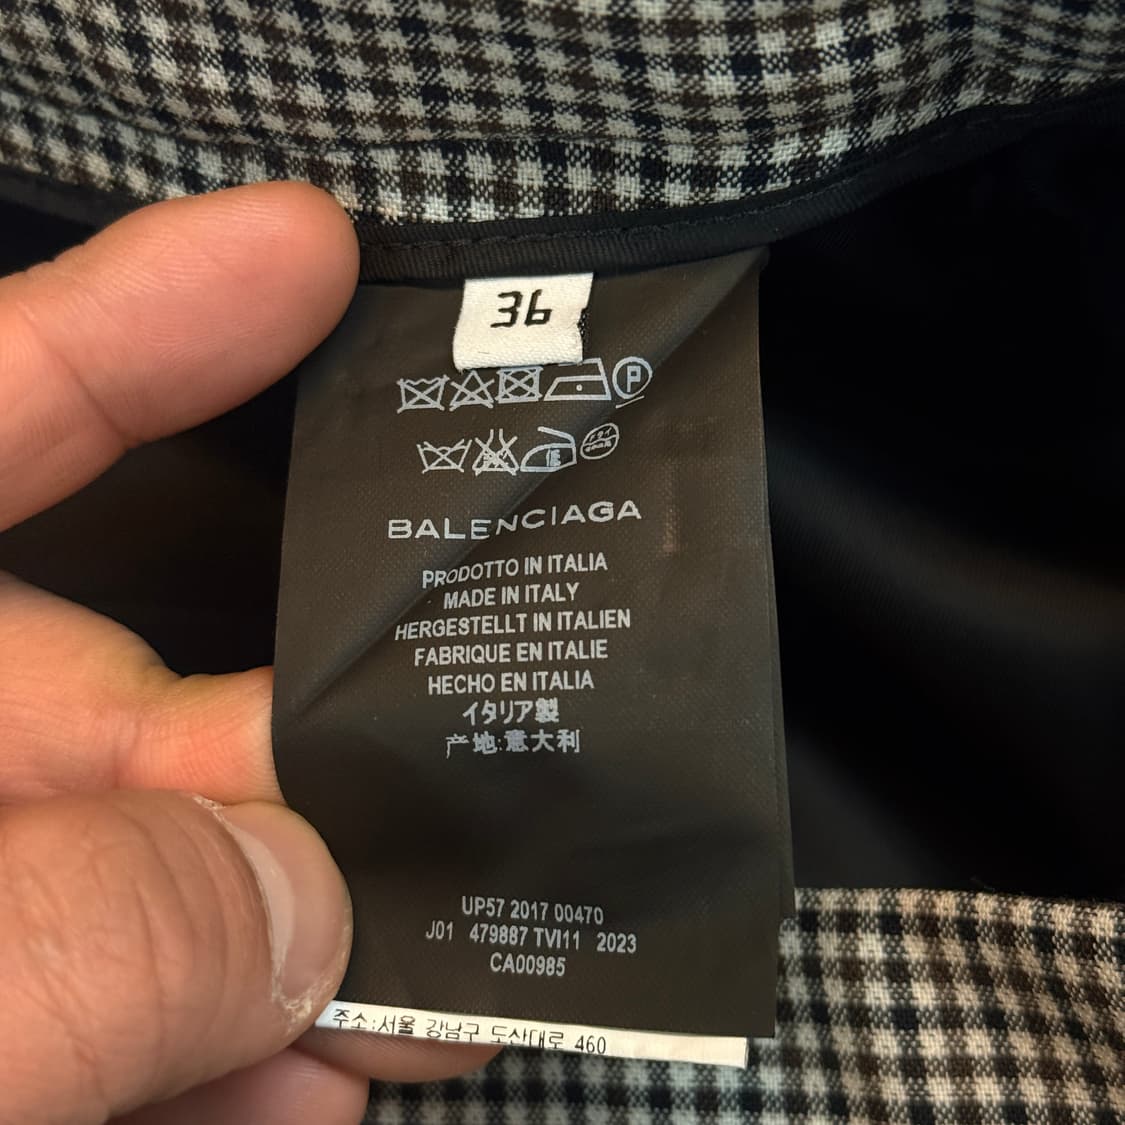 36
P
BALENCIAGA
PRODOTTO IN ITALIA
MADE IN ITALY
HERGESTELLT IN ITALIEN
FABRIQUE EN ITALIE
HECHO EN ITALIA
イタリア製
产地:意大利
UP57 2017 00470
J01 479887 TVI11 2023
CA00985
주소:서울 강남구 도산대로 460